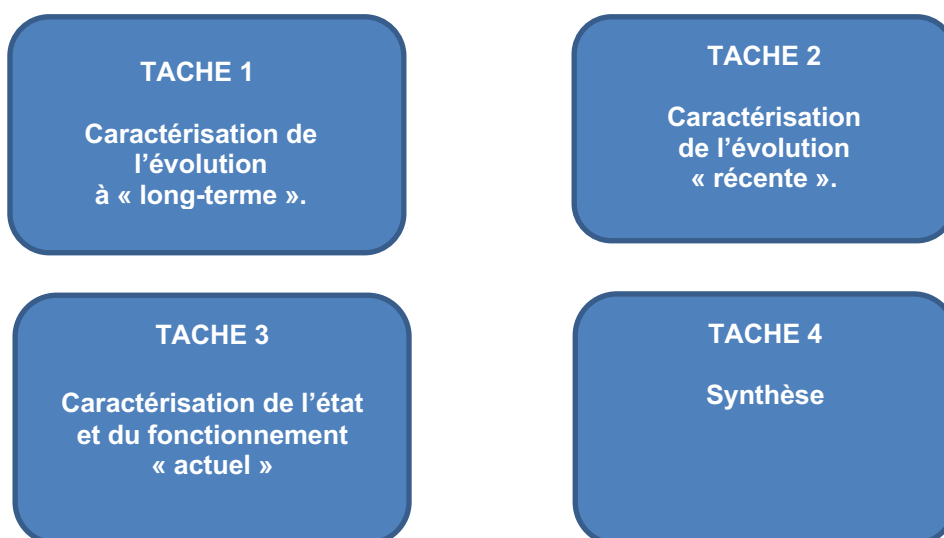 TACHE 1
Caractérisation de
l’évolution
à « long-terme ».
TACHE 2
Caractérisation
de l’évolution
« récente ».
TACHE 3
Caractérisation de l’état
et du fonctionnement
« actuel »
TACHE 4
Synthèse